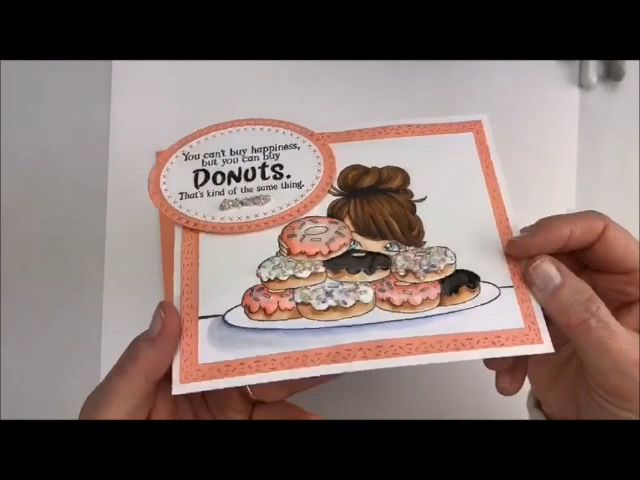 You can't buy happiness,
but you can buy
DONUTS.
That's kind of the same thing.